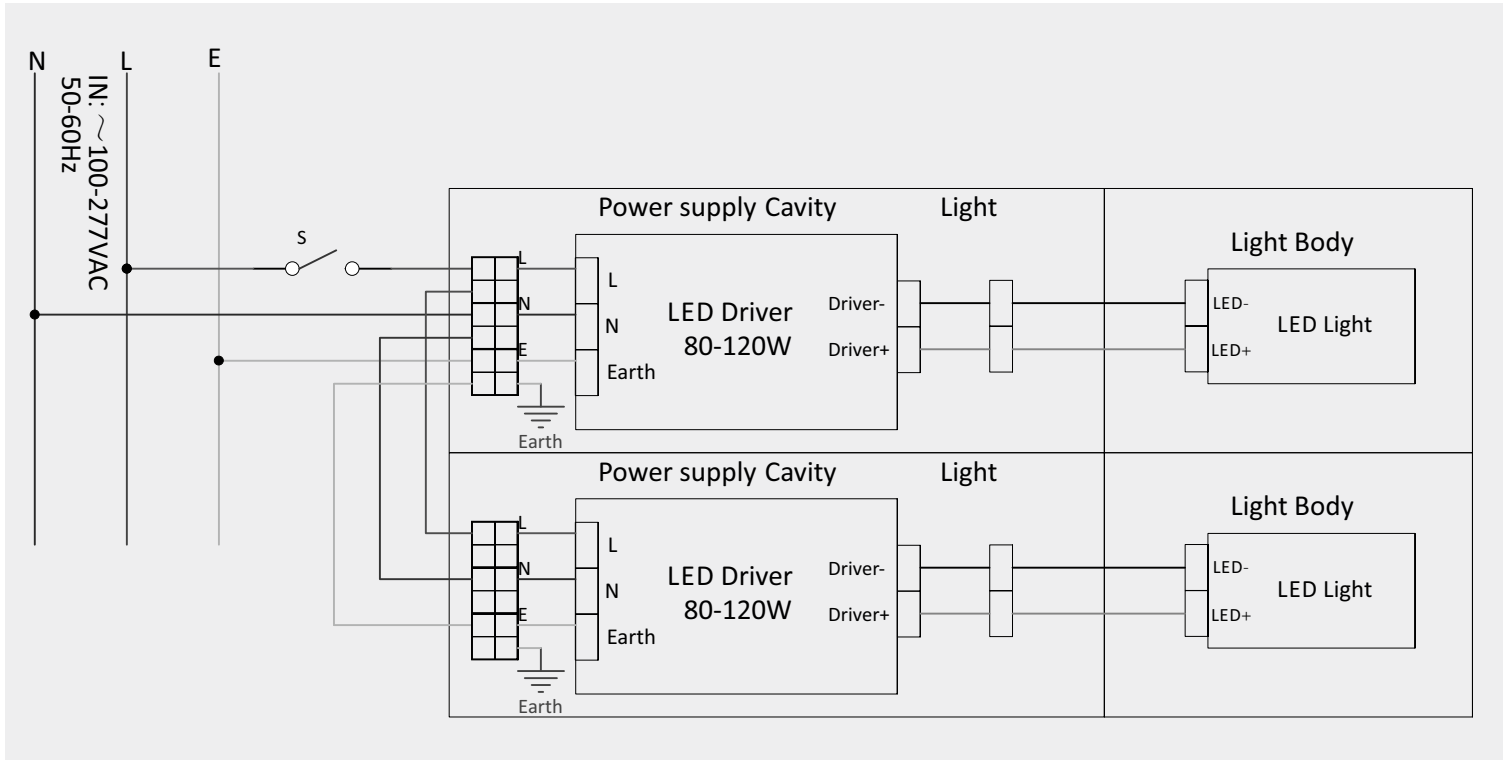 N
L
E
IN: ～100-277VAC
50-60Hz
S
Power supply Cavity
Light
Light Body
L
N
E
L
N
Earth
LED Driver
80-120W
Driver-
Driver+
LED-
LED+
LED Light
Earth
Power supply Cavity
Light
Light Body
L
N
E
L
N
Earth
LED Driver
80-120W
Driver-
Driver+
LED-
LED+
LED Light
Earth